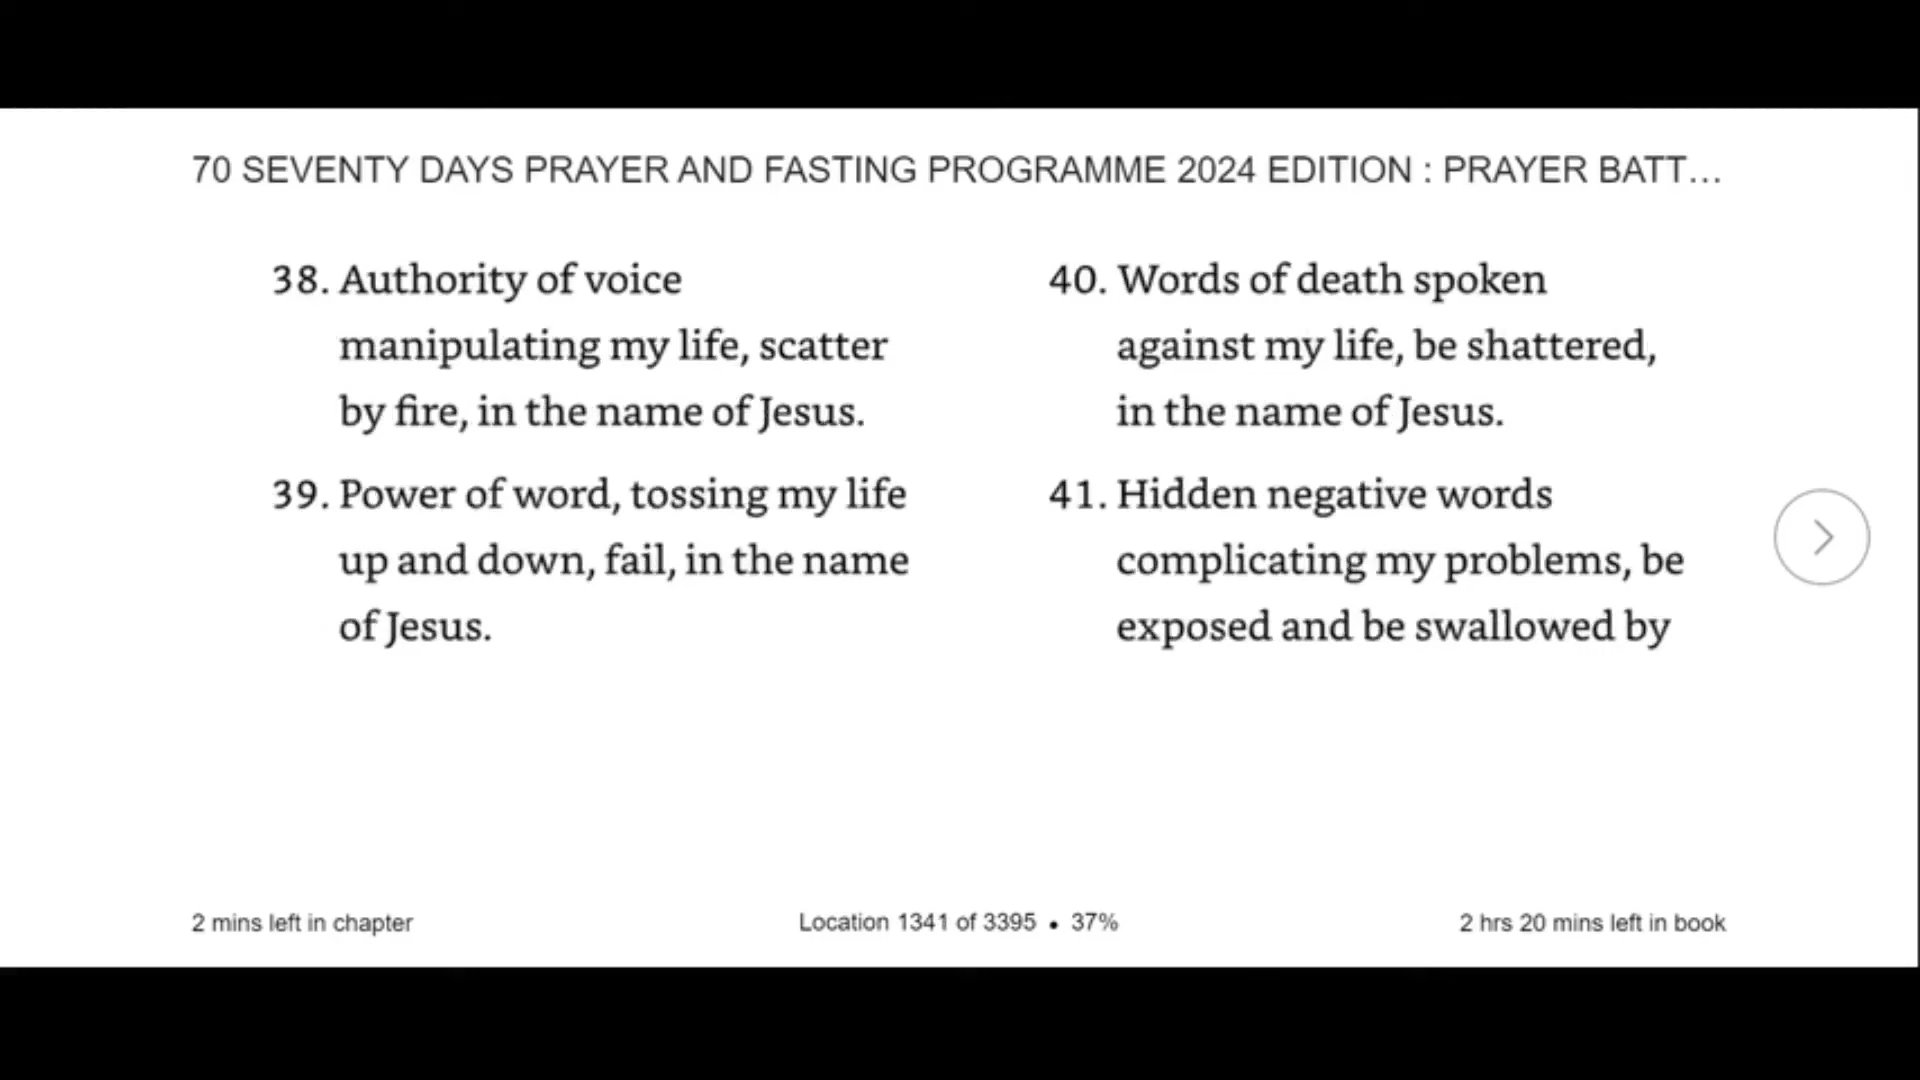 70 SEVENTY DAYS PRAYER AND FASTING PROGRAMME 2024 EDITION : PRAYER BATT...
38. Authority of voice
manipulating my life, scatter
by fire, in the name of Jesus.
39. Power of word, tossing my life
up and down, fail, in the name
of Jesus.
40. Words of death spoken
against my life, be shattered,
in the name of Jesus.
41. Hidden negative words
complicating my problems, be
exposed and be swallowed by
2 mins left in chapter
Location 1341 of 3395 • 37%
2 hrs 20 mins left in book